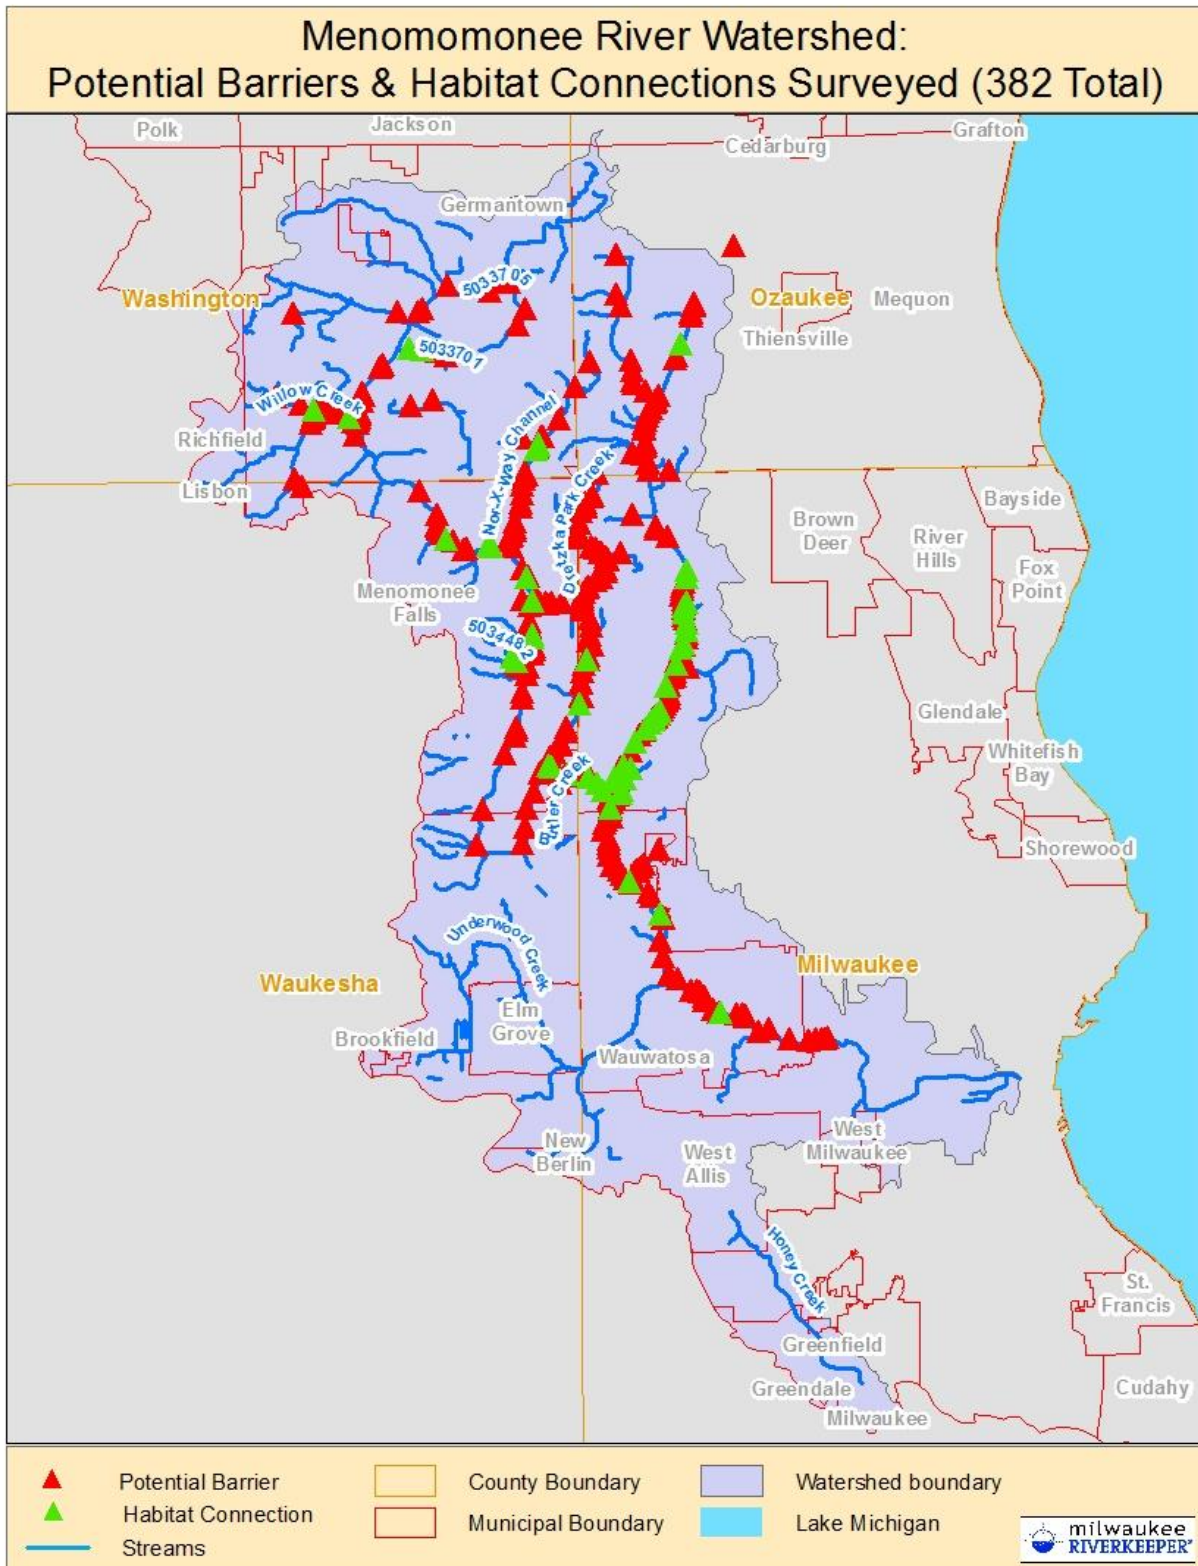 Menomomonee River Watershed:
Potential Barriers & Habitat Connections Surveyed (382 Total)
Polk
Jackson
Cedarburg
Grafton
Germantown
Washington
5033705
Ozaukee
Mequon
Thiensville
5033701
Willow Creek
Richfield
Lisbon
Nor-X-Way Channel
Dretzka Park Creek
Bayside
Brown
Deer
River
Hills
Fox
Point
Menomonee
Falls
5034482
Glendale
Whitefish
Bay
Butler Creek
Shorewood
Underwood Creek
Waukesha
Milwaukee
Elm
Grove
Brookfield
Wauwatosa
New
Berlin
West
Allis
West
Milwaukee
Honey Creek
St.
Francis
Greenfield
Greendale
Milwaukee
Cudahy
Potential Barrier
Habitat Connection
Streams
County Boundary
Municipal Boundary
Watershed boundary
Lake Michigan
milwaukee
RIVERKEEPER®